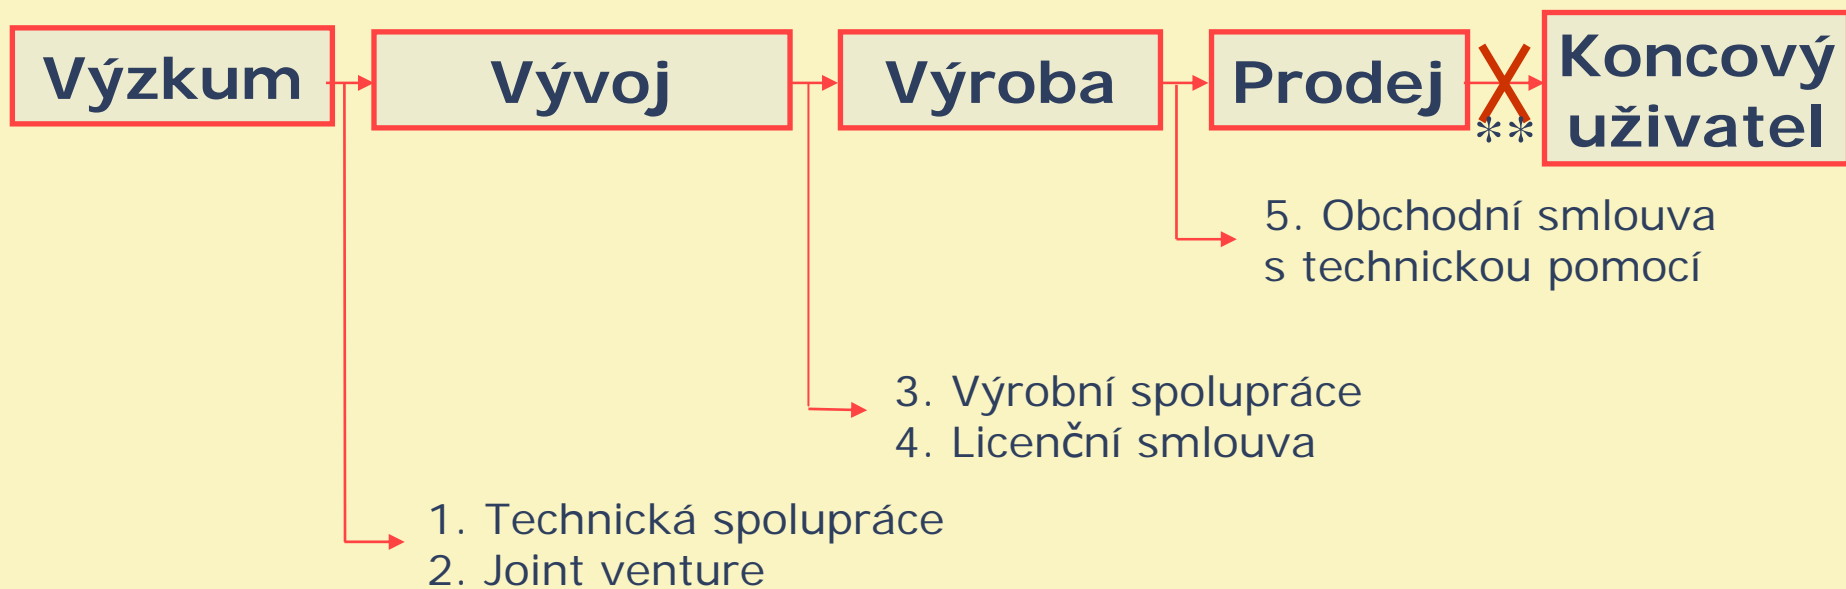 Výzkum
Vývoj
Výroba
Prodej
Koncový
uživatel
**
5. Obchodní smlouva
s technickou pomocí
3. Výrobní spolupráce
4. Licenční smlouva
1. Technická spolupráce
2. Joint venture